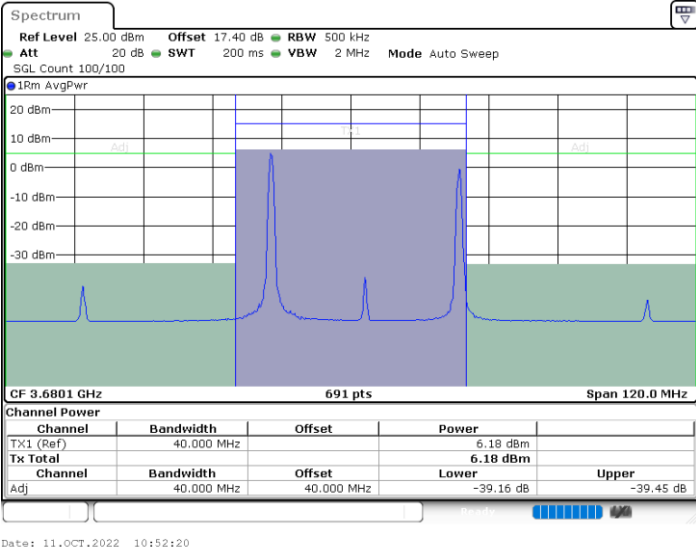 Spectrum
Ref Level 25.00 dBm Offset 17.40 dB RBW 500 kHz
Att 20 dB SWT 200 ms VBW 2 MHz Mode Auto Sweep
SGL Count 100/100
1Rm AvgPwr
20 dBm
TX1
10 dBm
Adj Adj
0 dBm
-10 dBm
-20 dBm
-30 dBm
CF 3.6801 GHz 691 pts Span 120.0 MHz
Channel Power
Channel Bandwidth Offset Power
TX1 (Ref) 40.000 MHz 6.18 dBm
Tx Total 6.18 dBm
Channel Bandwidth Offset Lower Upper
Adj 40.000 MHz 40.000 MHz -39.16 dB -39.45 dB
Ready
Date: 11.OCT.2022 10:52:20